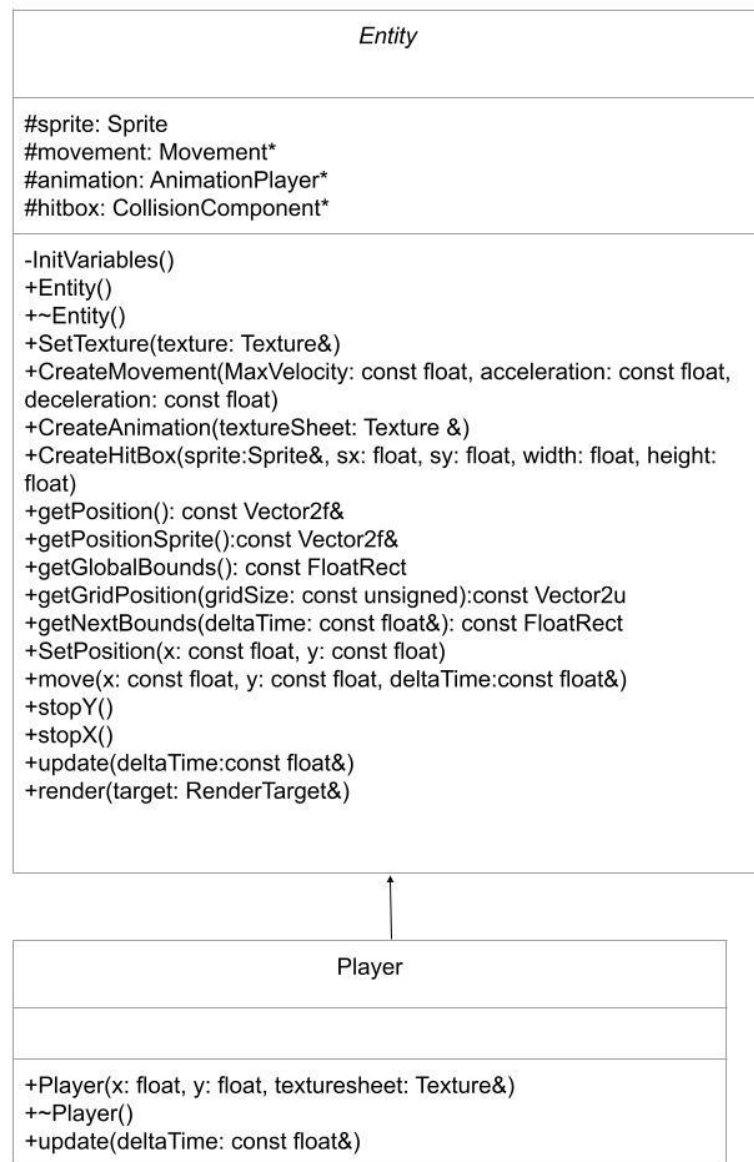 Entity
#sprite: Sprite
#movement: Movement*
#animation: AnimationPlayer*
#hitbox: CollisionComponent*
-InitVariables()
+Entity()
+~Entity()
+SetTexture(texture: Texture&)
+CreateMovement(MaxVelocity: const float, acceleration: const float,
deceleration: const float)
+CreateAnimation(textureSheet: Texture &)
+CreateHitBox(sprite:Sprite&, sx: float, sy: float, width: float, height:
float)
+getPosition(): const Vector2f&
+getPositionSprite():const Vector2f&
+getGlobalBounds(): const FloatRect
+getGridPosition(gridSize: const unsigned):const Vector2u
+getNextBounds(deltaTime: const float&): const FloatRect
+SetPosition(x: const float, y: const float)
+move(x: const float, y: const float, deltaTime:const float&)
+stopY()
+stopX()
+update(deltaTime:const float&)
+render(target: RenderTarget&)
Player
+Player(x: float, y: float, texturesheet: Texture&)
+~Player()
+update(deltaTime: const float&)